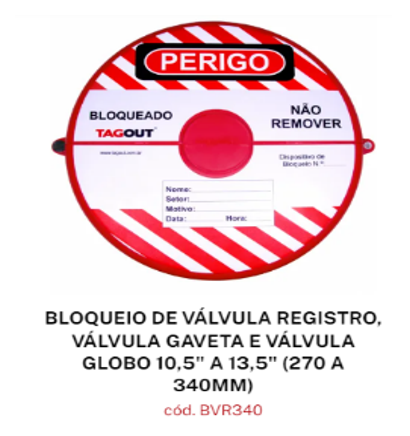 PERIGO
BLOQUEADO
NÃO
REMOVER
TAGOUT
www.tagout.com.br
Dispositivo de
Bloqueio N º:
Nome:
Setor:
Motivo:
Data: Hora:
BLOQUEIO DE VÁLVULA REGISTRO,
VÁLVULA GAVETA E VÁLVULA
GLOBO 10,5" A 13,5" (270 A
340MM)
cód. BVR340